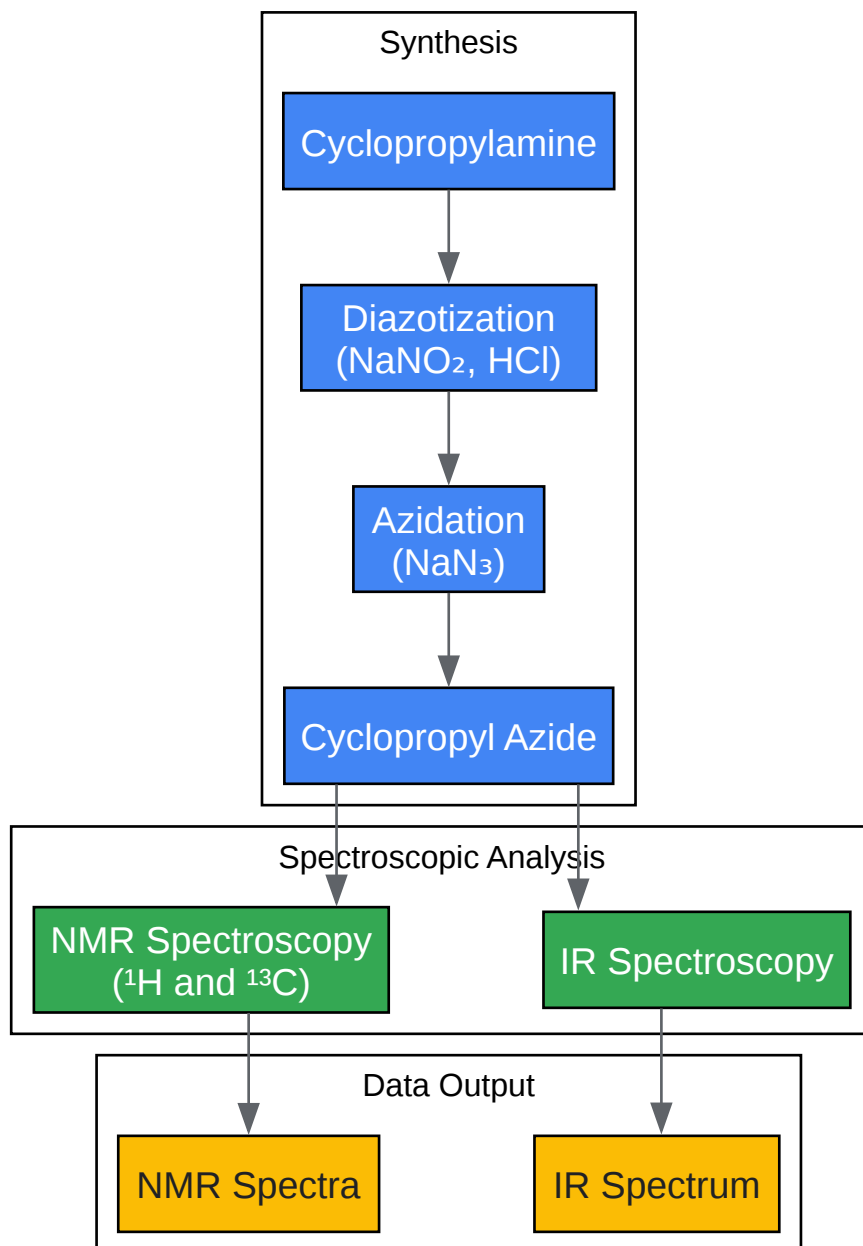 Synthesis
Cyclopropylamine
Diazotization
(NaNO₂, HCl)
Azidation
(NaN₃)
Cyclopropyl Azide
Spectroscopic Analysis
NMR Spectroscopy
(¹H and ¹³C)
IR Spectroscopy
Data Output
NMR Spectra
IR Spectrum